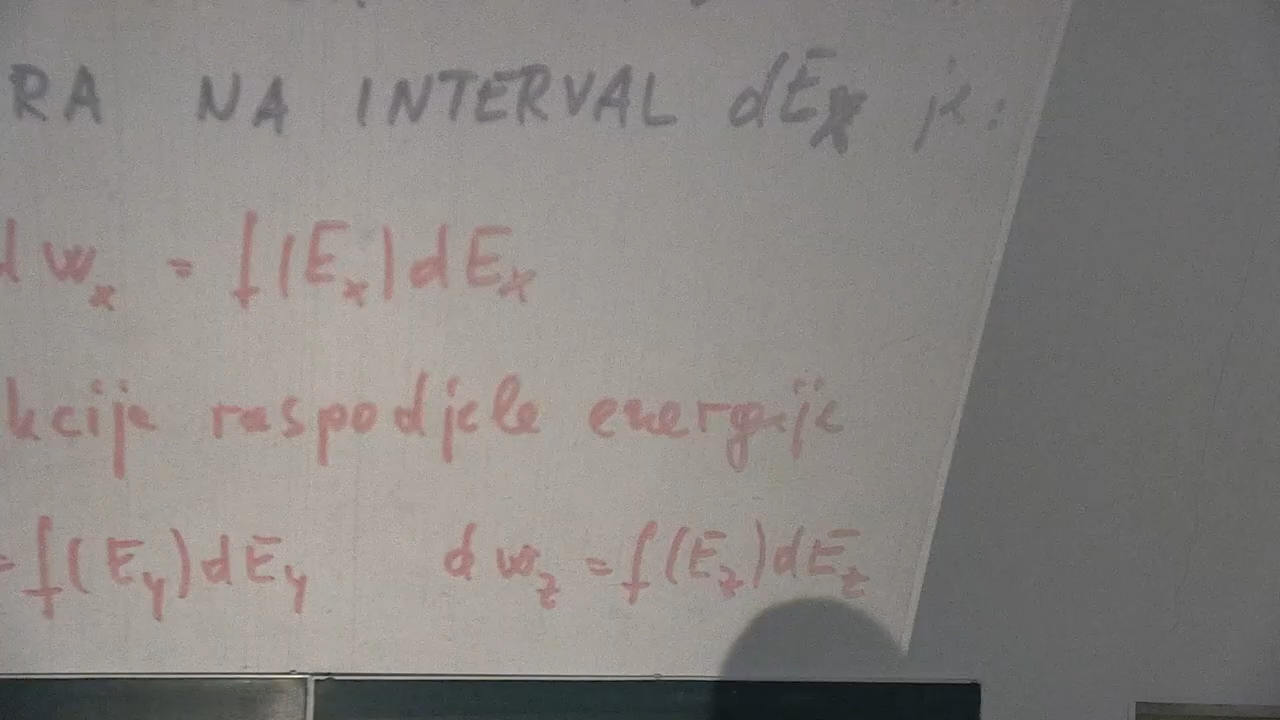 RA NA INTERVAL dEx je:
dwx = f(Ex)dEx
kcije raspodjele energije
= f(Ey)dEy dwz = f(Ez)dEz